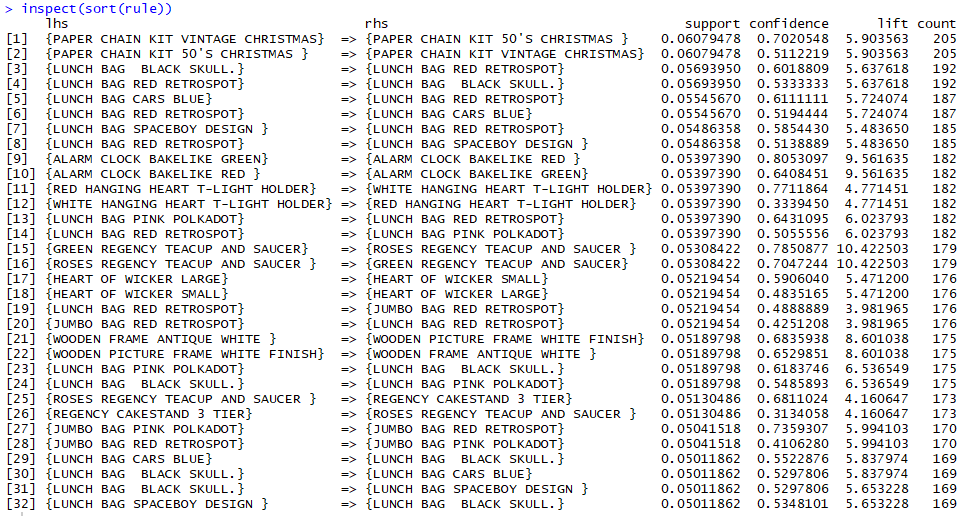 > inspect(sort(rule))
lhs rhs support confidence lift count
[1] {PAPER CHAIN KIT VINTAGE CHRISTMAS} => {PAPER CHAIN KIT 50'S CHRISTMAS } 0.06079478 0.7020548 5.903563 205
[2] {PAPER CHAIN KIT 50'S CHRISTMAS } => {PAPER CHAIN KIT VINTAGE CHRISTMAS} 0.06079478 0.5112219 5.903563 205
[3] {LUNCH BAG  BLACK SKULL.} => {LUNCH BAG RED RETROSPOT} 0.05693950 0.6018809 5.637618 192
[4] {LUNCH BAG RED RETROSPOT} => {LUNCH BAG  BLACK SKULL.} 0.05693950 0.5333333 5.637618 192
[5] {LUNCH BAG CARS BLUE} => {LUNCH BAG RED RETROSPOT} 0.05545670 0.6111111 5.724074 187
[6] {LUNCH BAG RED RETROSPOT} => {LUNCH BAG CARS BLUE} 0.05545670 0.5194444 5.724074 187
[7] {LUNCH BAG SPACEBOY DESIGN } => {LUNCH BAG RED RETROSPOT} 0.05486358 0.5854430 5.483650 185
[8] {LUNCH BAG RED RETROSPOT} => {LUNCH BAG SPACEBOY DESIGN } 0.05486358 0.5138889 5.483650 185
[9] {ALARM CLOCK BAKELIKE GREEN} => {ALARM CLOCK BAKELIKE RED } 0.05397390 0.8053097 9.561635 182
[10] {ALARM CLOCK BAKELIKE RED } => {ALARM CLOCK BAKELIKE GREEN} 0.05397390 0.6408451 9.561635 182
[11] {RED HANGING HEART T-LIGHT HOLDER} => {WHITE HANGING HEART T-LIGHT HOLDER} 0.05397390 0.7711864 4.771451 182
[12] {WHITE HANGING HEART T-LIGHT HOLDER} => {RED HANGING HEART T-LIGHT HOLDER} 0.05397390 0.3339450 4.771451 182
[13] {LUNCH BAG PINK POLKADOT} => {LUNCH BAG RED RETROSPOT} 0.05397390 0.6431095 6.023793 182
[14] {LUNCH BAG RED RETROSPOT} => {LUNCH BAG PINK POLKADOT} 0.05397390 0.5055556 6.023793 182
[15] {GREEN REGENCY TEACUP AND SAUCER} => {ROSES REGENCY TEACUP AND SAUCER } 0.05308422 0.7850877 10.422503 179
[16] {ROSES REGENCY TEACUP AND SAUCER } => {GREEN REGENCY TEACUP AND SAUCER} 0.05308422 0.7047244 10.422503 179
[17] {HEART OF WICKER LARGE} => {HEART OF WICKER SMALL} 0.05219454 0.5906040 5.471200 176
[18] {HEART OF WICKER SMALL} => {HEART OF WICKER LARGE} 0.05219454 0.4835165 5.471200 176
[19] {LUNCH BAG RED RETROSPOT} => {JUMBO BAG RED RETROSPOT} 0.05219454 0.4888889 3.981965 176
[20] {JUMBO BAG RED RETROSPOT} => {LUNCH BAG RED RETROSPOT} 0.05219454 0.4251208 3.981965 176
[21] {WOODEN FRAME ANTIQUE WHITE } => {WOODEN PICTURE FRAME WHITE FINISH} 0.05189798 0.6835938 8.601038 175
[22] {WOODEN PICTURE FRAME WHITE FINISH} => {WOODEN FRAME ANTIQUE WHITE } 0.05189798 0.6529851 8.601038 175
[23] {LUNCH BAG PINK POLKADOT} => {LUNCH BAG  BLACK SKULL.} 0.05189798 0.6183746 6.536549 175
[24] {LUNCH BAG  BLACK SKULL.} => {LUNCH BAG PINK POLKADOT} 0.05189798 0.5485893 6.536549 175
[25] {ROSES REGENCY TEACUP AND SAUCER } => {REGENCY CAKESTAND 3 TIER} 0.05130486 0.6811024 4.160647 173
[26] {REGENCY CAKESTAND 3 TIER} => {ROSES REGENCY TEACUP AND SAUCER } 0.05130486 0.3134058 4.160647 173
[27] {JUMBO BAG PINK POLKADOT} => {JUMBO BAG RED RETROSPOT} 0.05041518 0.7359307 5.994103 170
[28] {JUMBO BAG RED RETROSPOT} => {JUMBO BAG PINK POLKADOT} 0.05041518 0.4106280 5.994103 170
[29] {LUNCH BAG CARS BLUE} => {LUNCH BAG  BLACK SKULL.} 0.05011862 0.5522876 5.837974 169
[30] {LUNCH BAG  BLACK SKULL.} => {LUNCH BAG CARS BLUE} 0.05011862 0.5297806 5.837974 169
[31] {LUNCH BAG  BLACK SKULL.} => {LUNCH BAG SPACEBOY DESIGN } 0.05011862 0.5297806 5.653228 169
[32] {LUNCH BAG SPACEBOY DESIGN } => {LUNCH BAG  BLACK SKULL.} 0.05011862 0.5348101 5.653228 169